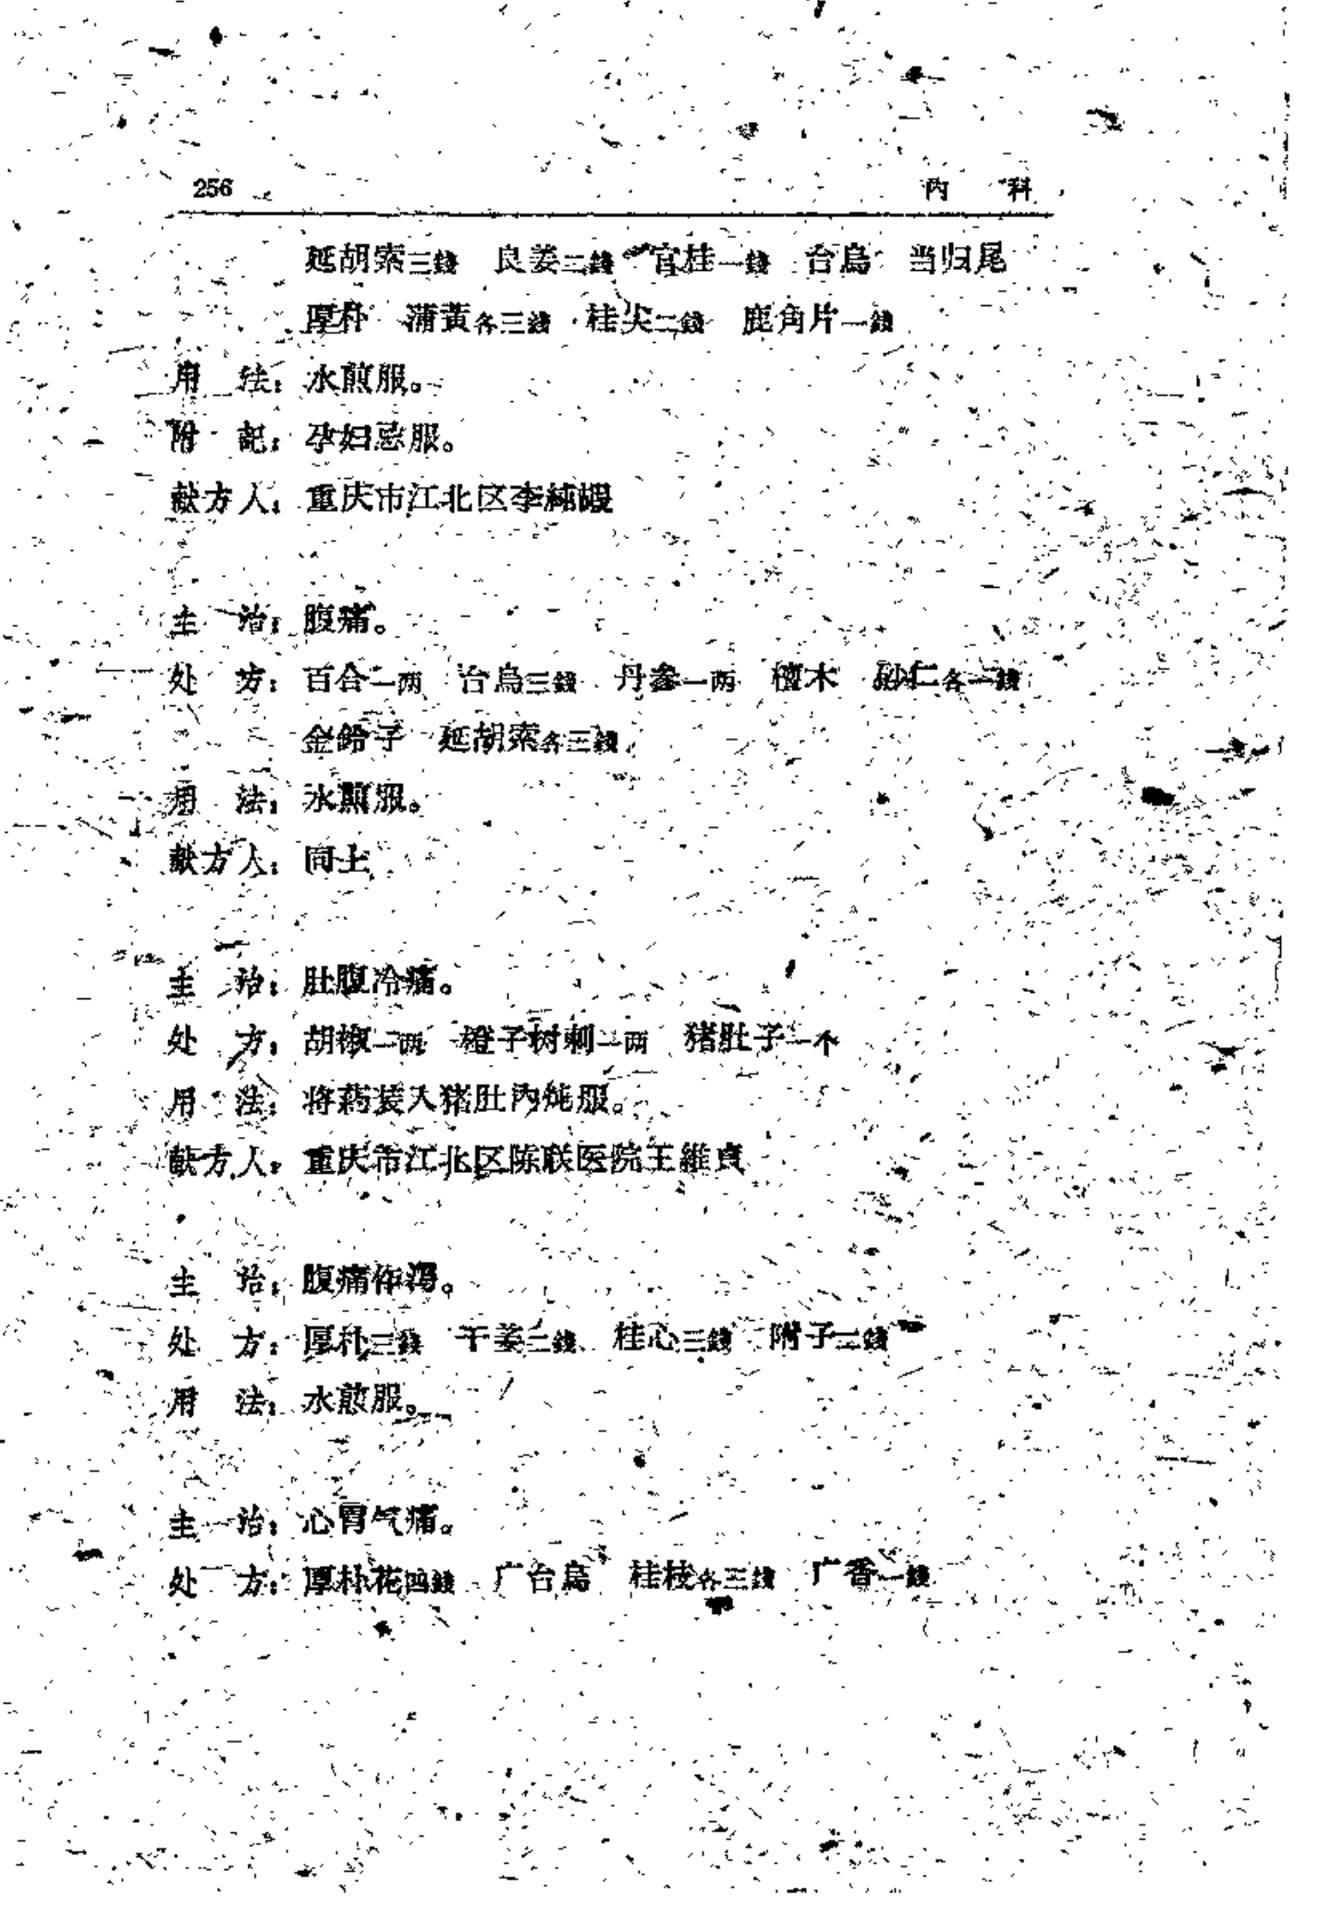 256 内 科
延胡索三錢 良姜二錢 官桂一錢 台烏 当归尾
厚朴 蒲黃各三錢 桂尖二錢 鹿角片一錢
用 法：水煎服。
附 記：孕妇忌服。
献方人：重庆市江北区李純嘏
主 治：腹痛。
处 方：百合一两 台烏三錢 丹参一两 檀木 砂仁各一錢
金鈴子 延胡索各三錢
用 法：水煎服。
献方人：同上
主 治：肚腹冷痛。
处 方：胡椒一两 橙子树刺一两 猪肚子一个
用 法：将药装入猪肚內炖服。
献方人：重庆市江北区陈联医院王維貞
主 治：腹痛作瀉。
处 方：厚朴三錢 干姜二錢 桂心三錢 附子三錢
用 法：水煎服。
主 治：心胃气痛。
处 方：厚朴花四錢 广台烏 桂枝各三錢 广香一錢